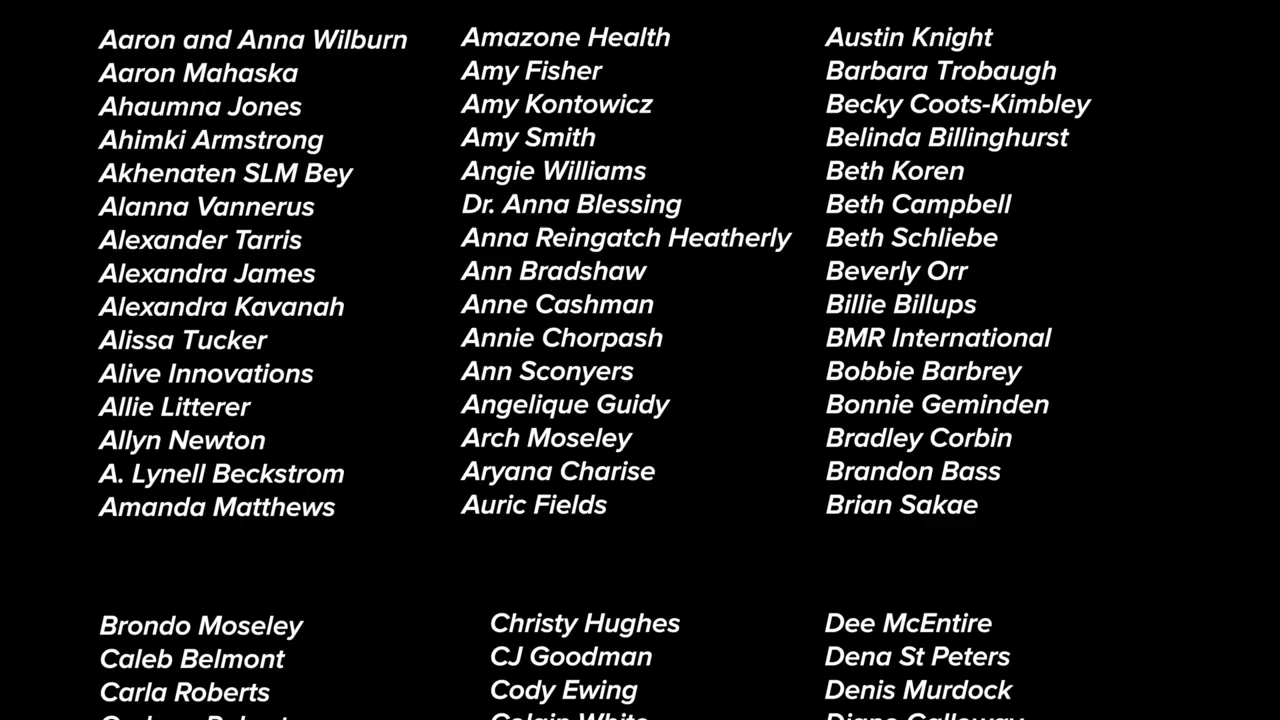 Aaron and Anna Wilburn
Aaron Mahaska
Ahaumna Jones
Ahimki Armstrong
Akhenaten SLM Bey
Alanna Vannerus
Alexander Tarris
Alexandra James
Alexandra Kavanah
Alissa Tucker
Alive Innovations
Allie Litterer
Allyn Newton
A. Lynell Beckstrom
Amanda Matthews
Amazone Health
Amy Fisher
Amy Kontowicz
Amy Smith
Angie Williams
Dr. Anna Blessing
Anna Reingatch Heatherly
Ann Bradshaw
Anne Cashman
Annie Chorpash
Ann Sconyers
Angelique Guidy
Arch Moseley
Aryana Charise
Auric Fields
Austin Knight
Barbara Trobaugh
Becky Coots-Kimbley
Belinda Billinghurst
Beth Koren
Beth Campbell
Beth Schliebe
Beverly Orr
Billie Billups
BMR International
Bobbie Barbrey
Bonnie Geminden
Bradley Corbin
Brandon Bass
Brian Sakae
Brondo Moseley
Caleb Belmont
Carla Roberts
Christy Hughes
CJ Goodman
Cody Ewing
Dee McEntire
Dena St Peters
Denis Murdock